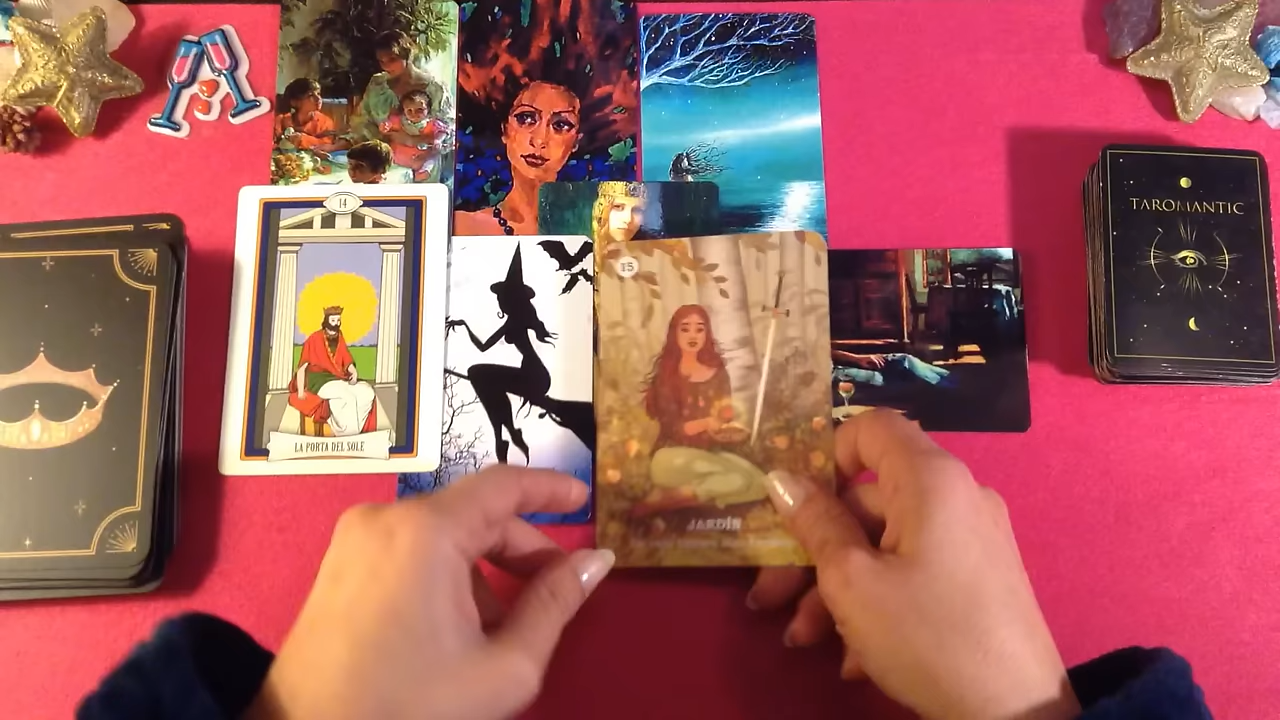 14
LA PORTA DEL SOLE
15
JARDÍN
TAROMANTIC